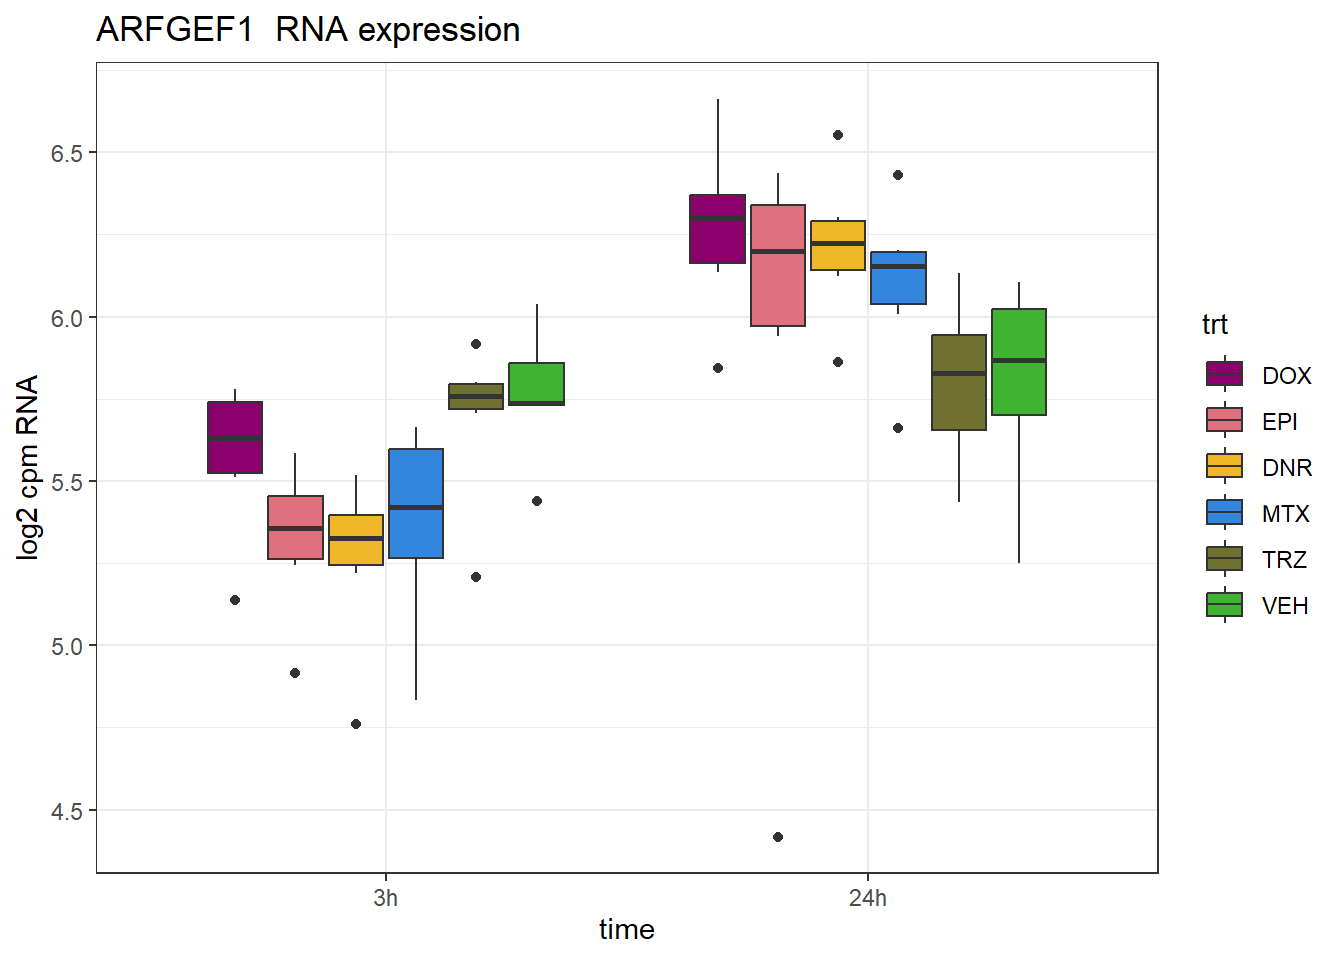 ARFGEF1  RNA expression
log2 cpm RNA
6.5
6.0
5.5
5.0
4.5
3h
24h
time
trt
DOX
EPI
DNR
MTX
TRZ
VEH